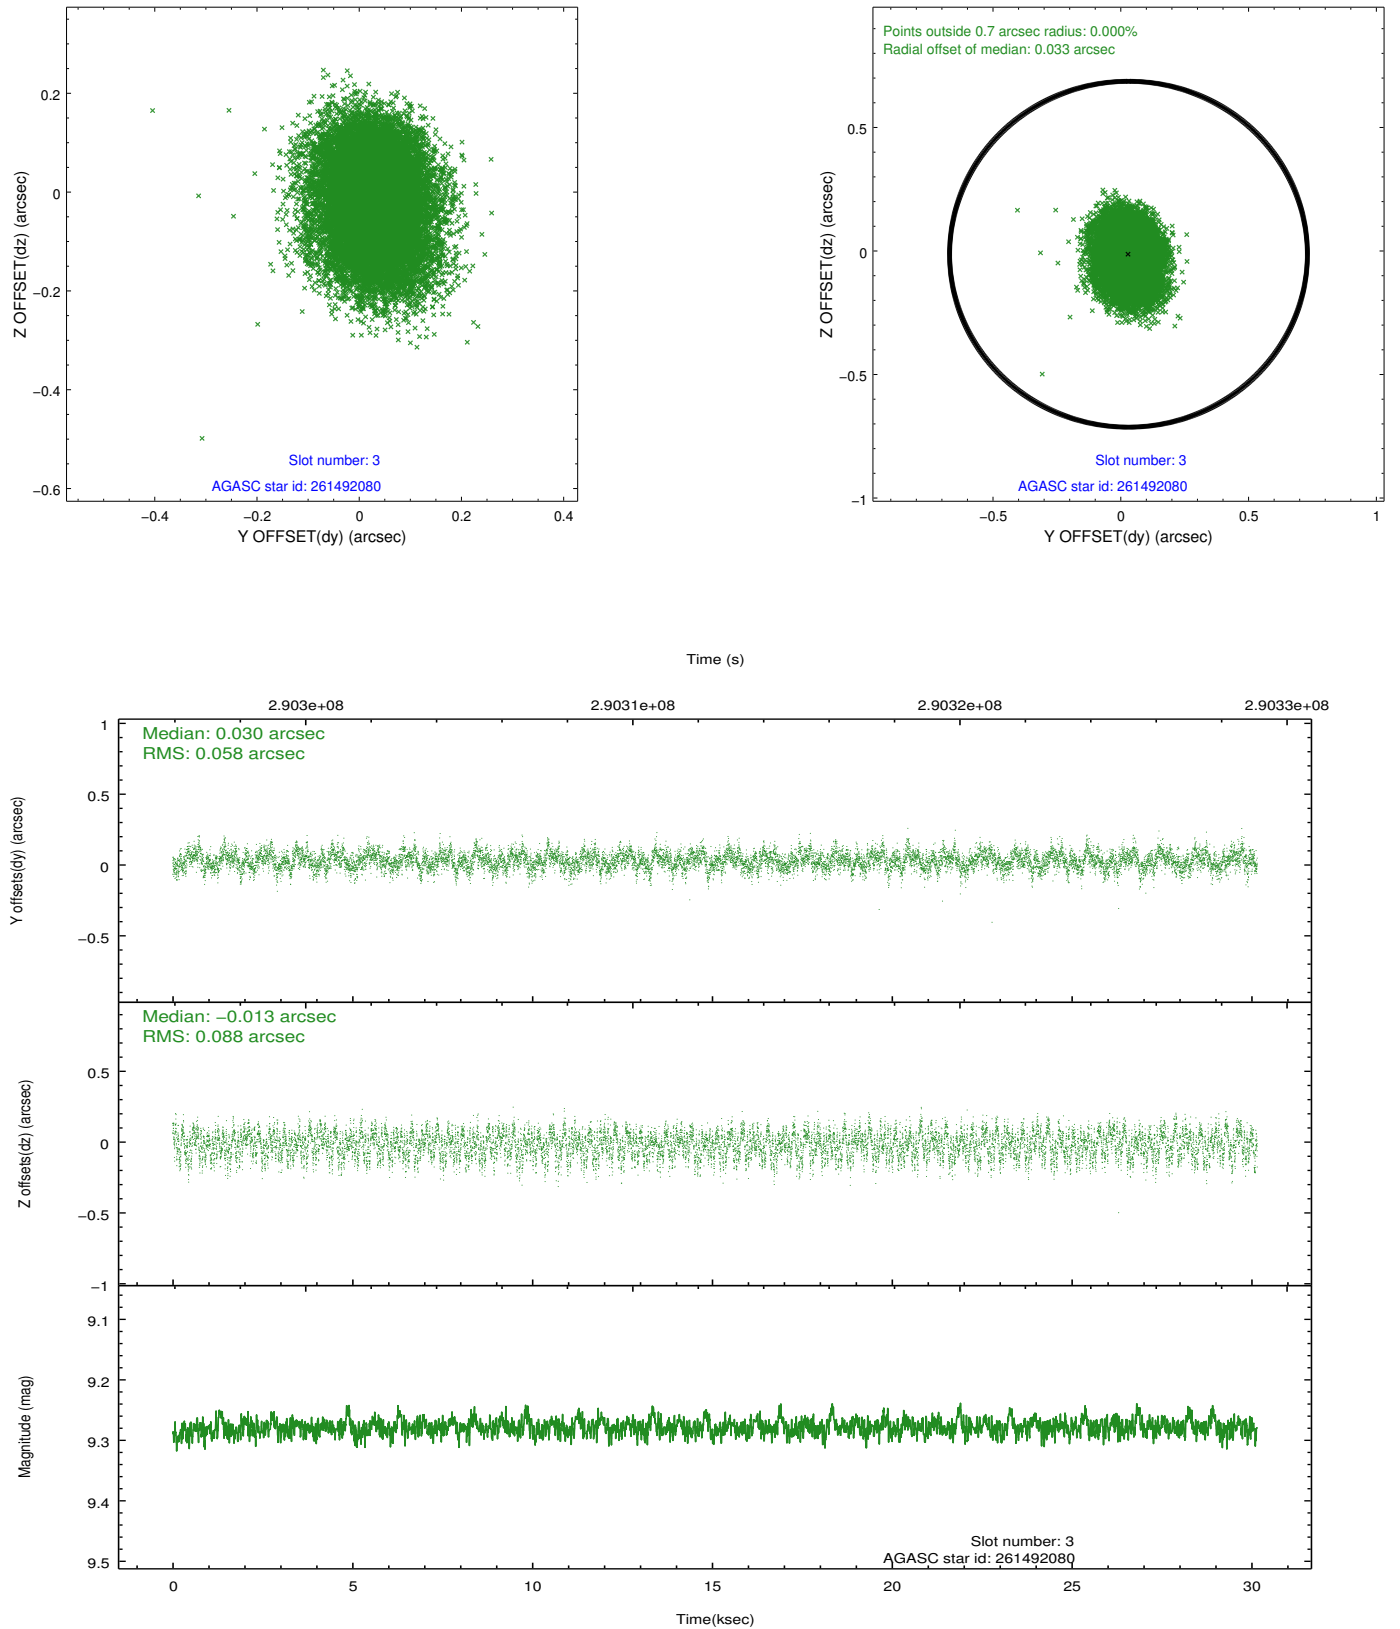 0.2
0
−0.2
−0.4
−0.6
Z OFFSET(dz) (arcsec)
Slot number: 3
AGASC star id: 261492080
−0.4
−0.2
0
0.2
0.4
Y OFFSET(dy) (arcsec)
Points outside 0.7 arcsec radius: 0.000%
Radial offset of median: 0.033 arcsec
0.5
0
−0.5
−1
Z OFFSET(dz) (arcsec)
Slot number: 3
AGASC star id: 261492080
−0.5
0
0.5
1
Y OFFSET(dy) (arcsec)
Time (s)
2.903e+08
2.9031e+08
2.9032e+08
2.9033e+08
Median: 0.030 arcsec
RMS: 0.058 arcsec
1
0.5
0
−0.5
Y offsets(dy) (arcsec)
Median: −0.013 arcsec
RMS: 0.088 arcsec
0.5
0
−0.5
−1
Z offsets(dz) (arcsec)
9.1
9.2
9.3
9.4
9.5
Magnitude (mag)
Slot number: 3
AGASC star id: 261492080
0
5
10
15
20
25
30
Time(ksec)